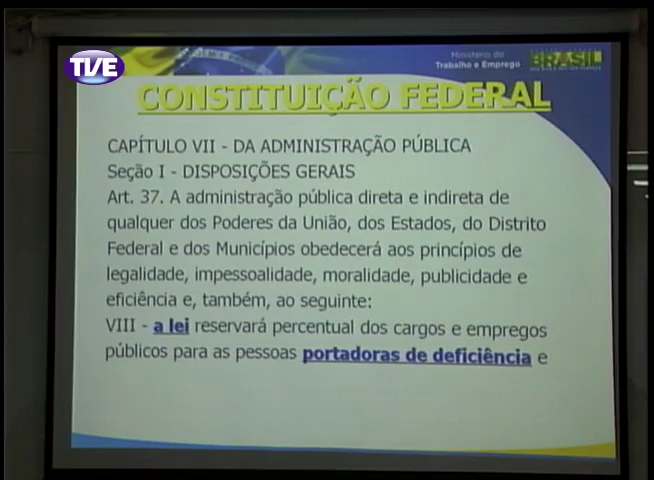 TVE
Ministério do
Trabalho e Emprego
BRASIL
CONSTITUIÇÃO FEDERAL
CAPÍTULO VII - DA ADMINISTRAÇÃO PÚBLICA
Seção I - DISPOSIÇÕES GERAIS
Art. 37. A administração pública direta e indireta de
qualquer dos Poderes da União, dos Estados, do Distrito
Federal e dos Municípios obedecerá aos princípios de
legalidade, impessoalidade, moralidade, publicidade e
eficiência e, também, ao seguinte:
VIII - a lei reservará percentual dos cargos e empregos
públicos para as pessoas portadoras de deficiência e